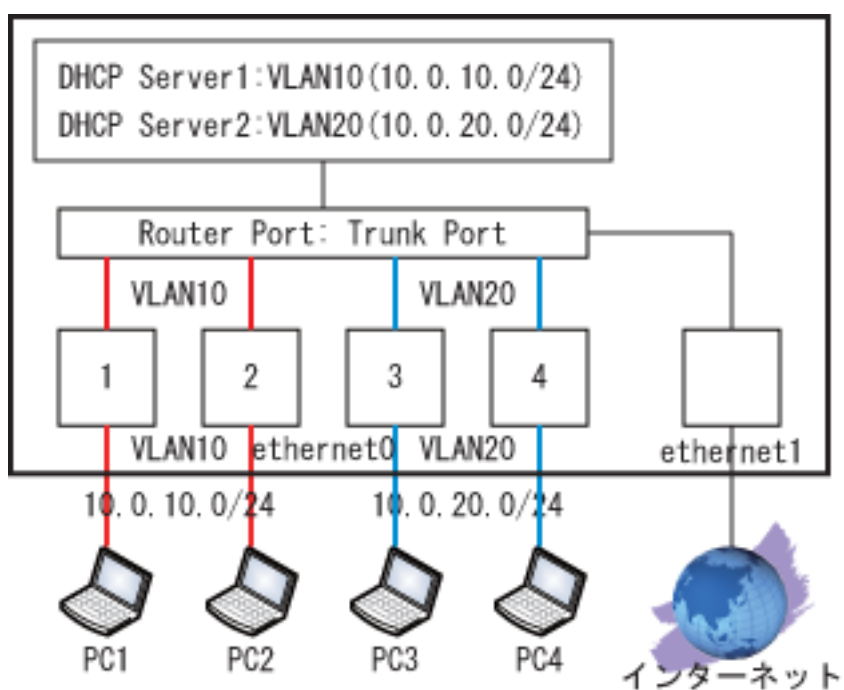 DHCP Server1:VLAN10(10.0.10.0/24)
DHCP Server2:VLAN20(10.0.20.0/24)
Router Port: Trunk Port
VLAN10 VLAN20
1 2 3 4
VLAN10 ethernet0 VLAN20 ethernet1
10.0.10.0/24 10.0.20.0/24
PC1 PC2 PC3 PC4 インターネット